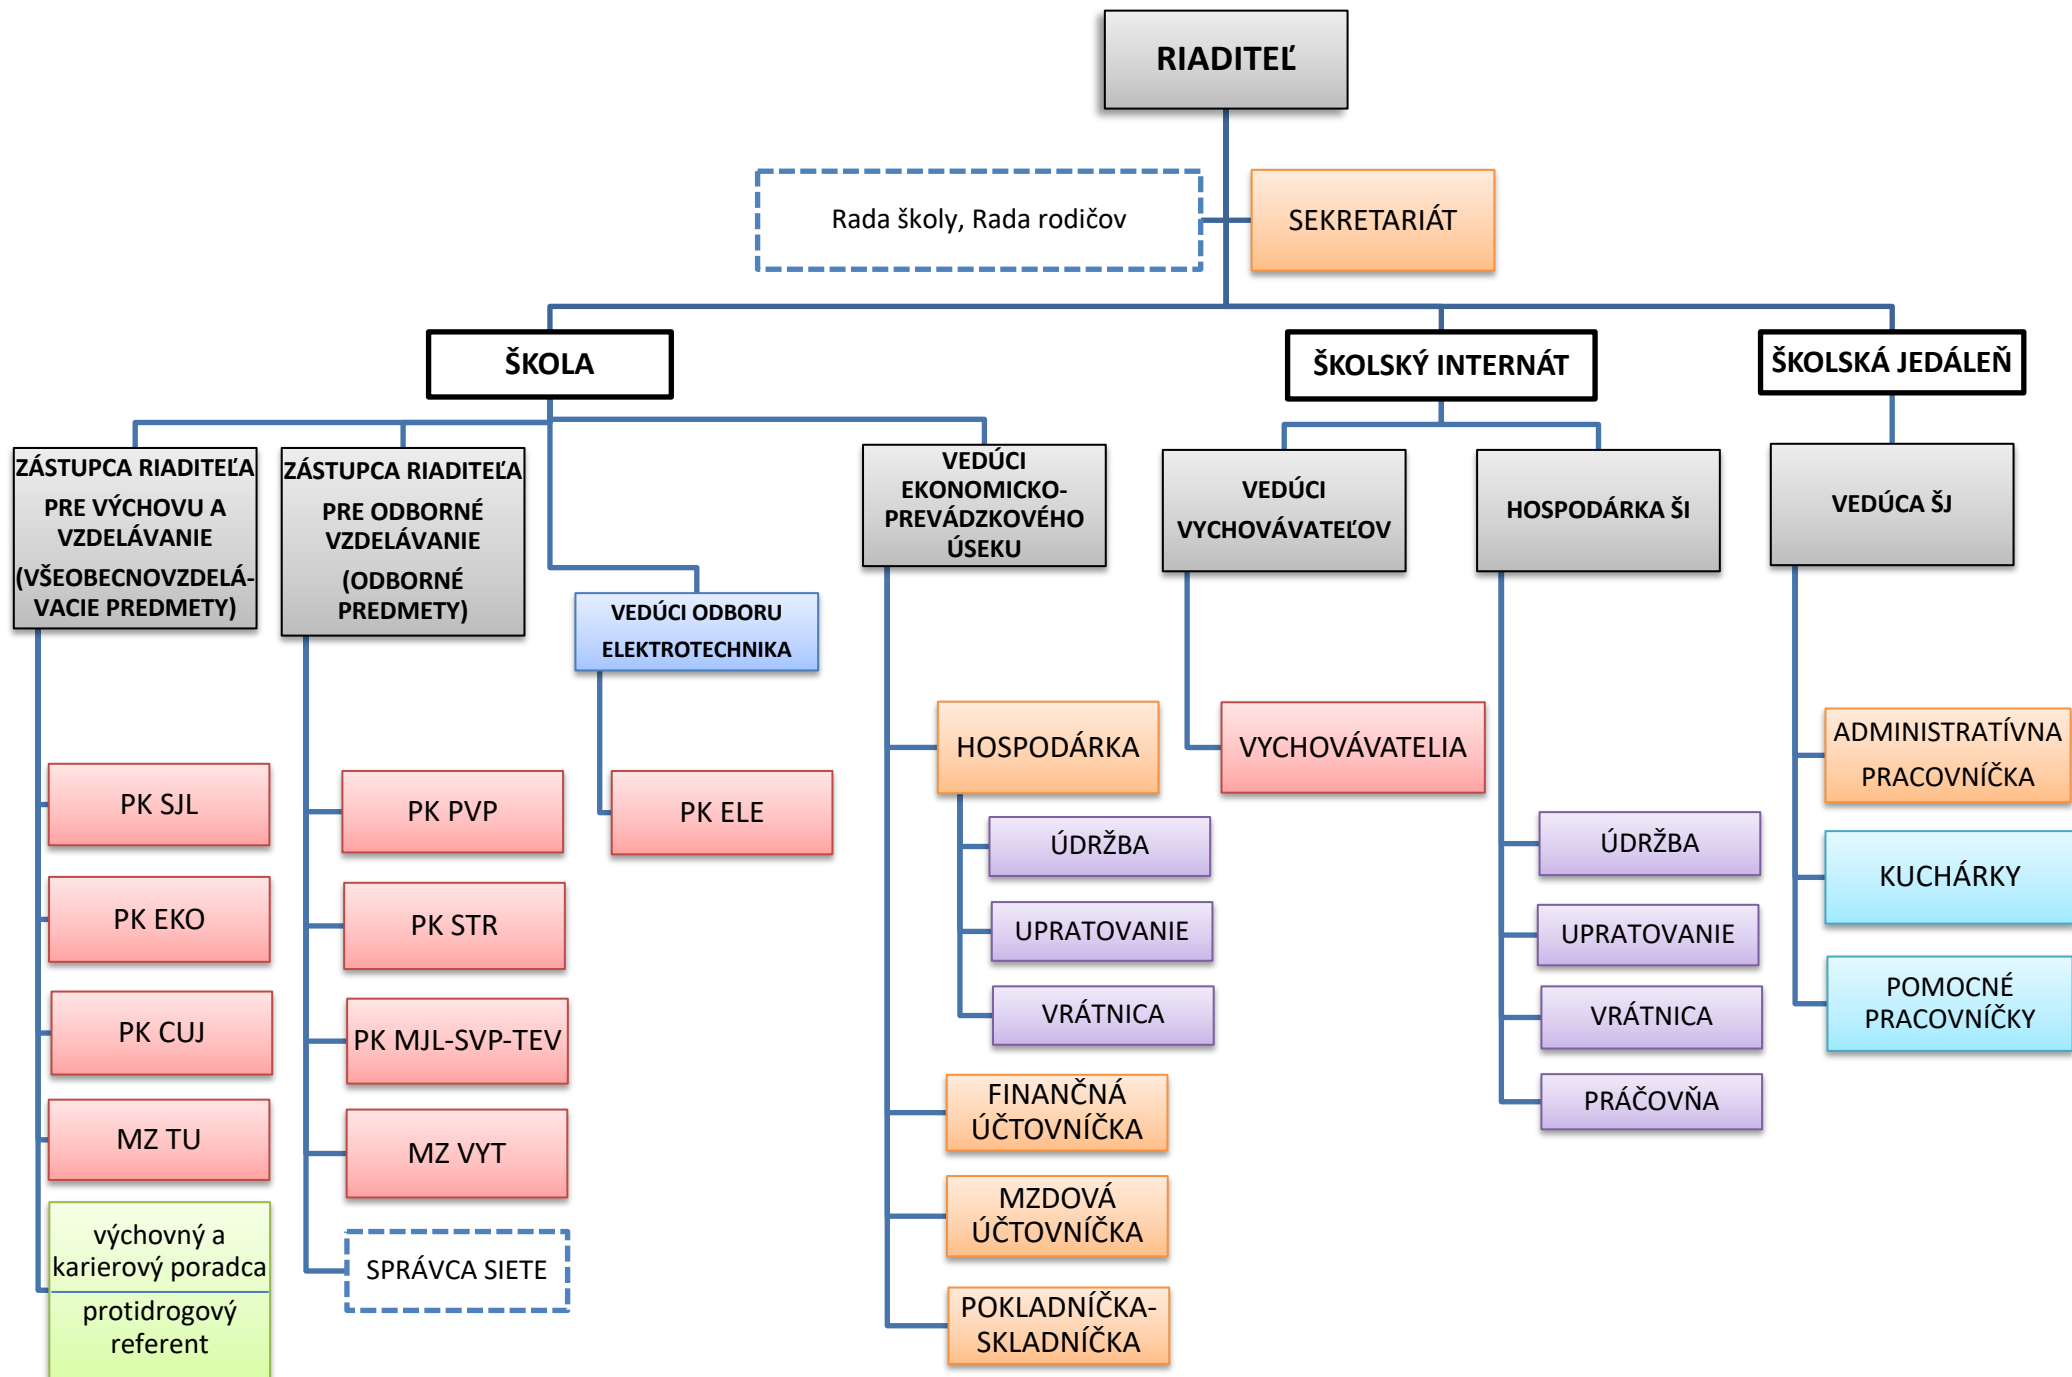 RIADITEĽ
Rada školy, Rada rodičov
SEKRETARIÁT
ŠKOLA
ŠKOLSKÝ INTERNÁT
ŠKOLSKÁ JEDÁLEŇ
ZÁSTUPCA RIADITEĽA
PRE VÝCHOVU A
VZDELÁVANIE
(VŠEOBECNOVZDELÁ-
VACIE PREDMETY)
ZÁSTUPCA RIADITEĽA
PRE ODBORNÉ
VZDELÁVANIE
(ODBORNÉ
PREDMETY)
VEDÚCI ODBORU
ELEKTROTECHNIKA
VEDÚCI
EKONOMICKO-
PREVÁDZKOVÉHO
ÚSEKU
VEDÚCI
VYCHOVÁVATEĽOV
HOSPODÁRKA ŠI
VEDÚCA ŠJ
PK SJL
PK EKO
PK CUJ
MZ TU
výchovný a
karierový poradca
protidrogový
referent
PK PVP
PK STR
PK MJL-SVP-TEV
MZ VYT
SPRÁVCA SIETE
PK ELE
HOSPODÁRKA
ÚDRŽBA
UPRATOVANIE
VRÁTNICA
FINANČNÁ
ÚČTOVNÍČKA
MZDOVÁ
ÚČTOVNÍČKA
POKLADNÍČKA-
SKLADNÍČKA
VYCHOVÁVATELIA
ÚDRŽBA
UPRATOVANIE
VRÁTNICA
PRÁČOVŇA
ADMINISTRATÍVNA
PRACOVNÍČKA
KUCHÁRKY
POMOCNÉ
PRACOVNÍČKY